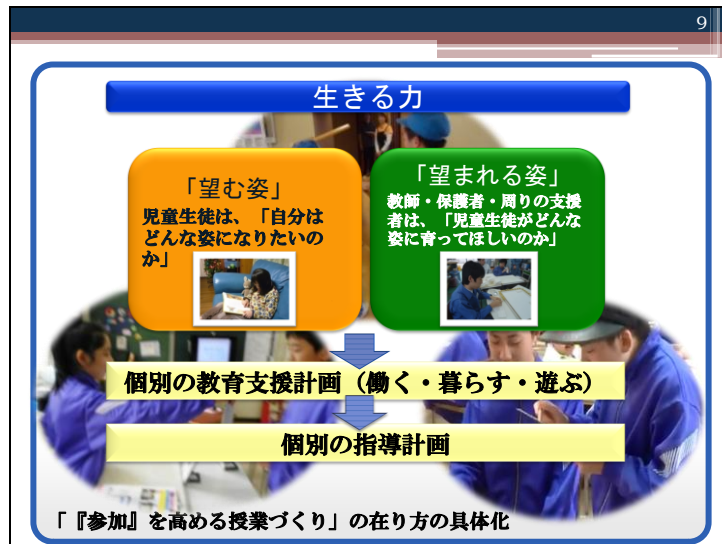 9
生きる力
「望む姿」
児童生徒は、「自分は
どんな姿になりたいの
か」
「望まれる姿」
教師・保護者・周りの支援
者は、「児童生徒がどんな
姿に育ってほしいのか」
個別の教育支援計画（働く・暮らす・遊ぶ）
個別の指導計画
「『参加』を高める授業づくり」の在り方の具体化